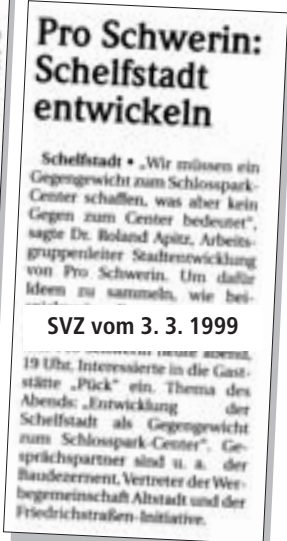 Pro Schwerin:
Schelfstadt
entwickeln
Schelfstadt • „Wir müssen ein
Gegengewicht zum Schlosspark-
Center schaffen, was aber kein
Gegen zum Center bedeutet“,
sagte Dr. Roland Apitz, Arbeits-
gruppenleiter Stadtentwicklung
von Pro Schwerin. Um dafür
Ideen zu sammeln, wie bei-
SVZ vom 3. 3. 1999
19 Uhr, Interessierte in die Gast-
stätte „Pück“ ein. Thema des
Abends: „Entwicklung der
Schelfstadt als Gegengewicht
zum Schlosspark-Center“. Ge-
sprächspartner sind u. a. der
Baudezernent, Vertreter der Wer-
begemeinschaft Altstadt und der
Friedrichstraßen-Initiative.